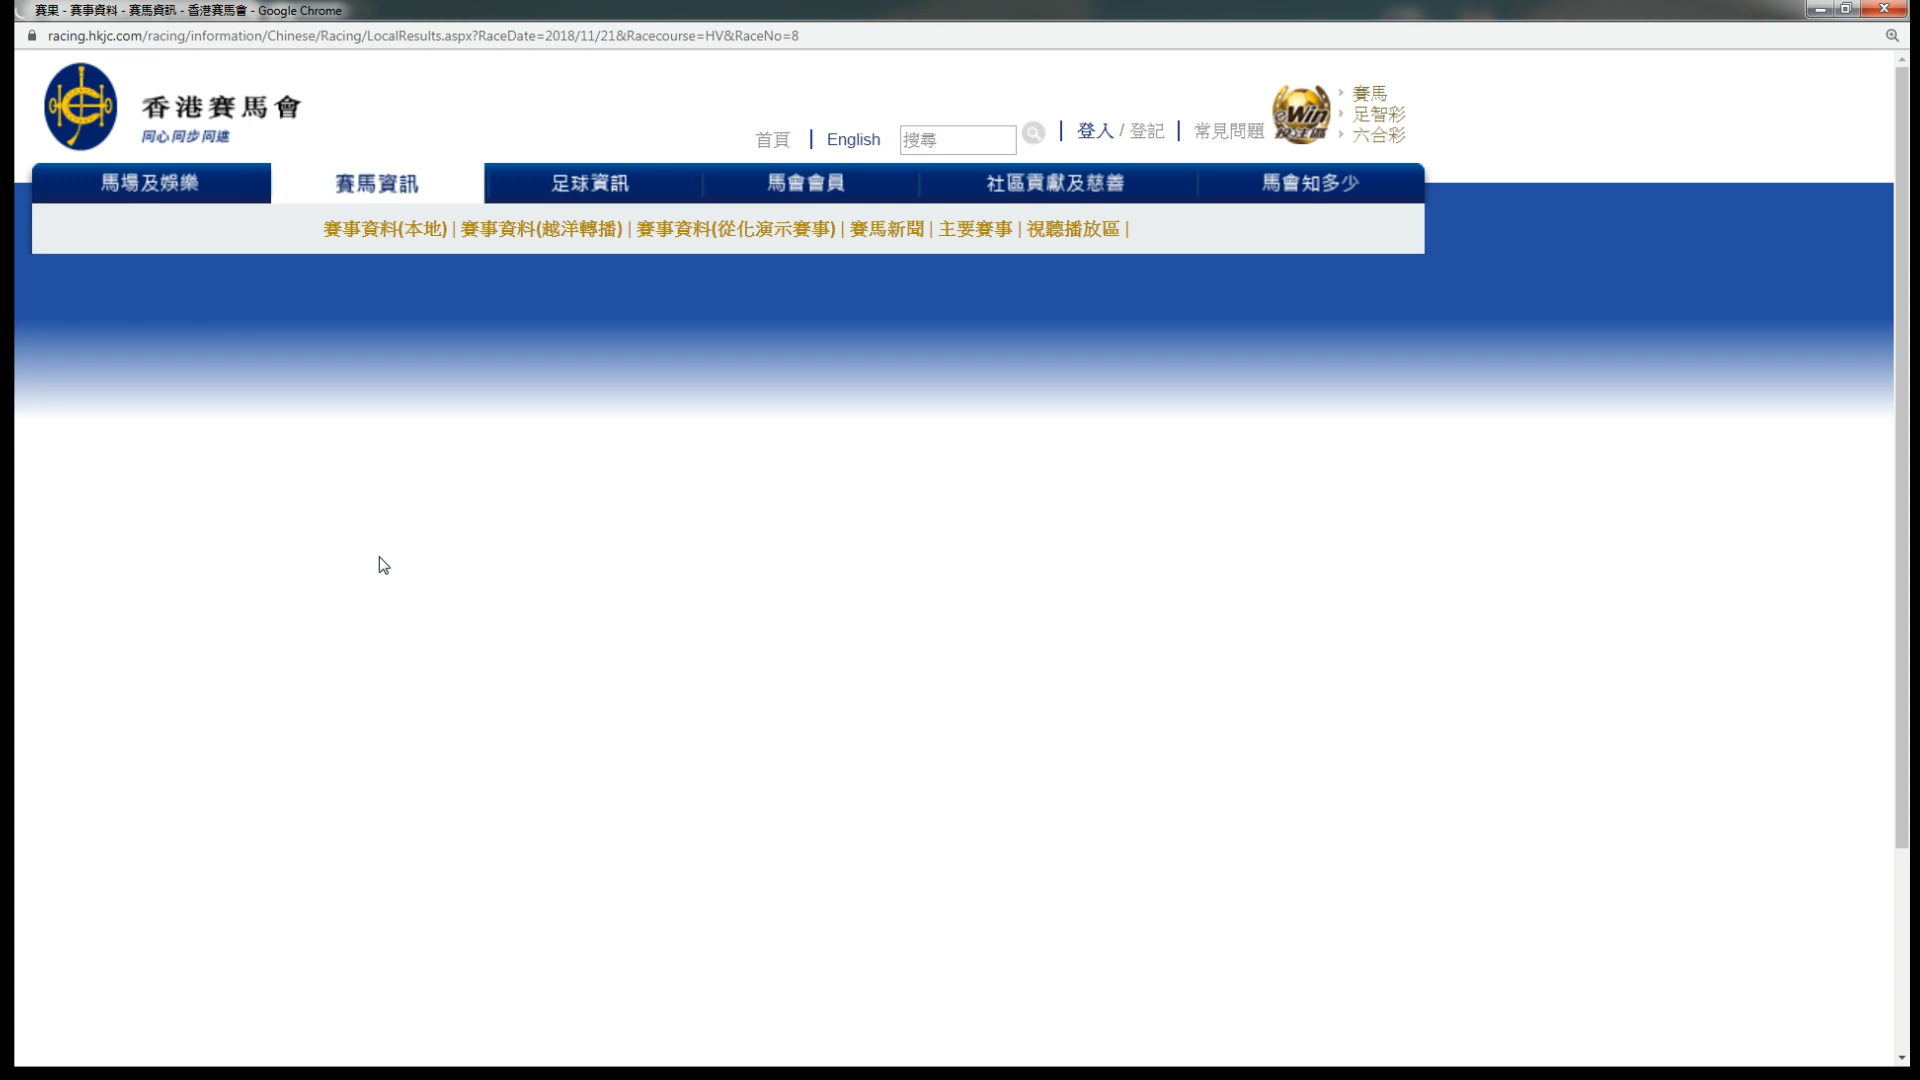 賽果 - 賽事資料 - 賽馬資訊 - 香港賽馬會 - Google Chrome
racing.hkjc.com/racing/information/Chinese/Racing/LocalResults.aspx?RaceDate=2018/11/21&Racecourse=HV&RaceNo=8
香港賽馬會
同心同步同進
首頁 | English 搜尋 | 登入 / 登記 | 常見問題
eWin
投注區
賽馬
足智彩
六合彩
馬場及娛樂 賽馬資訊 足球資訊 馬會會員 社區貢獻及慈善 馬會知多少
賽事資料(本地) | 賽事資料(越洋轉播) | 賽事資料(從化演示賽事) | 賽馬新聞 | 主要賽事 | 視聽播放區 |